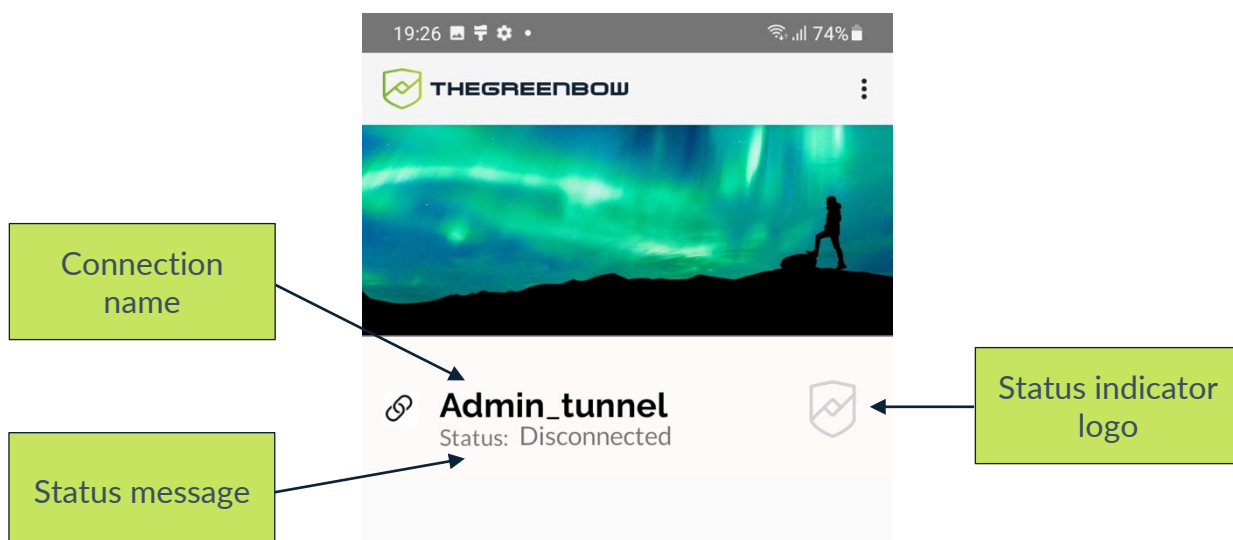 19:26 74%
THEGREENBOW
Connection
name
Admin_tunnel
Status: Disconnected
Status indicator
logo
Status message